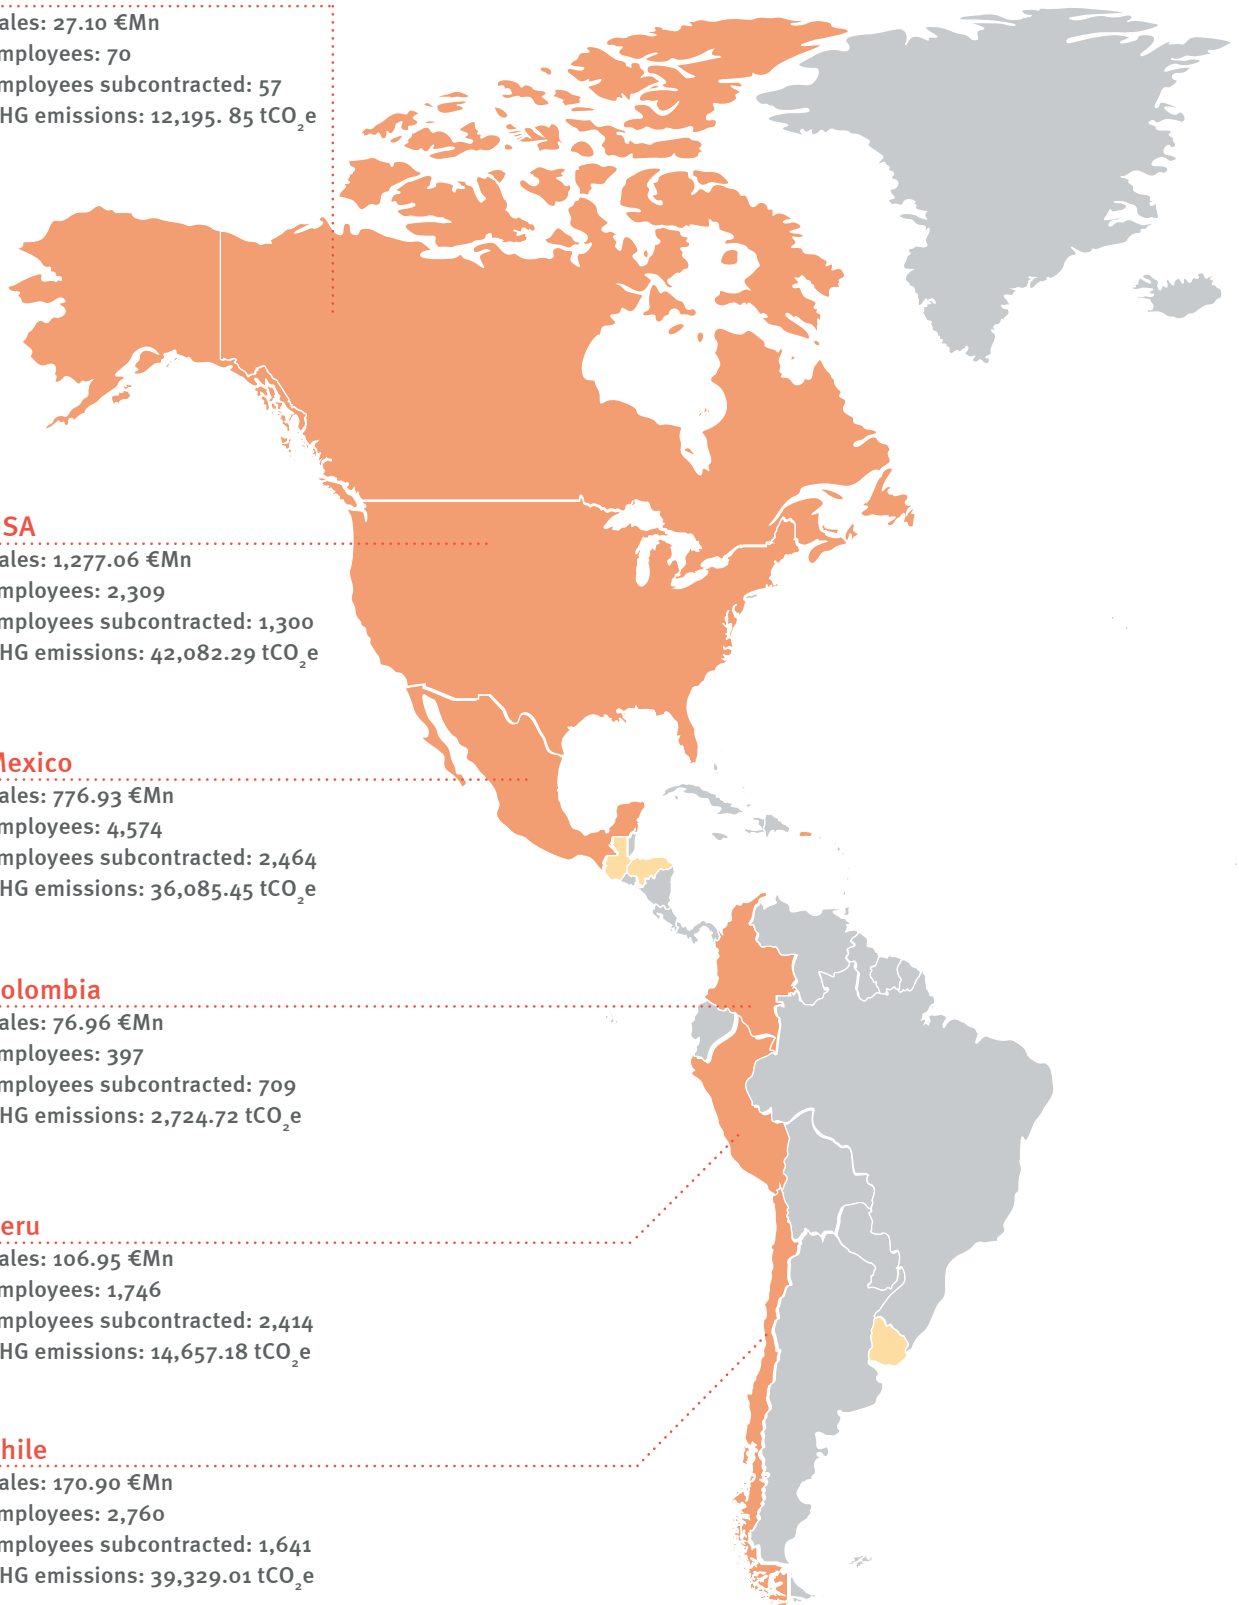 ales: 27.10 €Mn
mployees: 70
mployees subcontracted: 57
HG emissions: 12,195. 85 tCO₂e
SA
ales: 1,277.06 €Mn
mployees: 2,309
mployees subcontracted: 1,300
HG emissions: 42,082.29 tCO₂e
Mexico
ales: 776.93 €Mn
mployees: 4,574
mployees subcontracted: 2,464
HG emissions: 36,085.45 tCO₂e
olombia
ales: 76.96 €Mn
mployees: 397
mployees subcontracted: 709
HG emissions: 2,724.72 tCO₂e
eru
ales: 106.95 €Mn
mployees: 1,746
mployees subcontracted: 2,414
HG emissions: 14,657.18 tCO₂e
hile
ales: 170.90 €Mn
mployees: 2,760
mployees subcontracted: 1,641
HG emissions: 39,329.01 tCO₂e